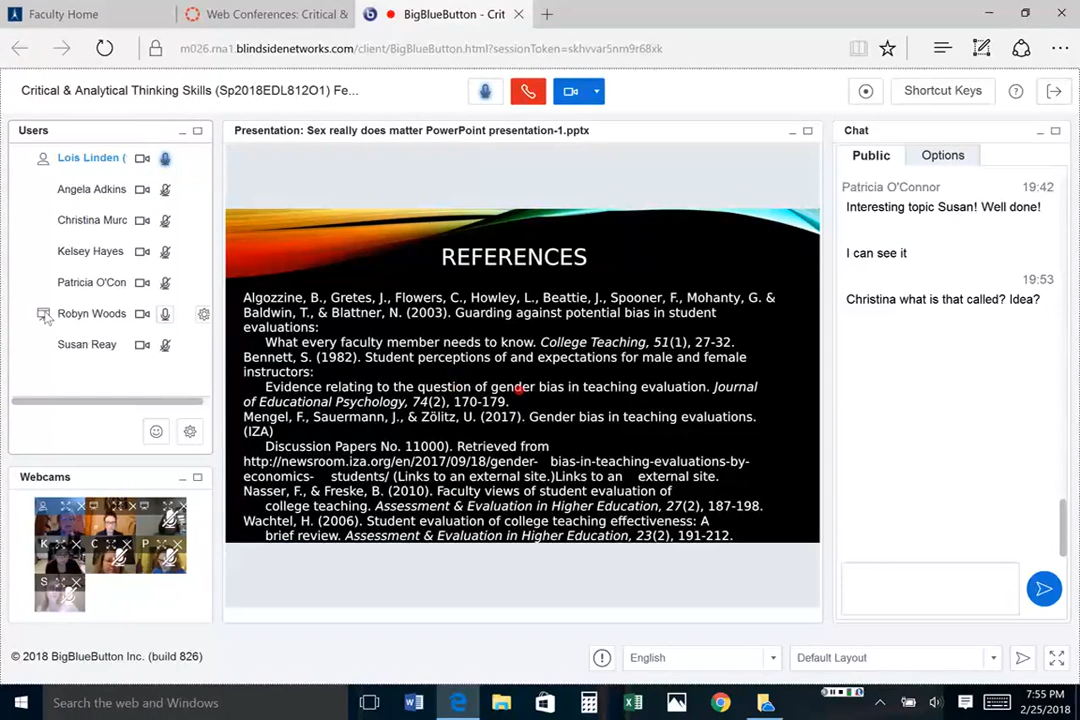 Faculty Home
Web Conferences: Critical &
BigBlueButton - Crit
m026.rna1.blindsidenetworks.com/client/BigBlueButton.html?sessionToken=skhvvar5nm9r68xk
Critical & Analytical Thinking Skills (Sp2018EDL812O1) Fe...
Shortcut Keys
Users
Lois Linden (
Angela Adkins
Christina Murc
Kelsey Hayes
Patricia O'Con
Robyn Woods
Susan Reay
Webcams
K
C
P
S
Presentation: Sex really does matter PowerPoint presentation-1.pptx
REFERENCES
Algozzine, B., Gretes, J., Flowers, C., Howley, L., Beattie, J., Spooner, F., Mohanty, G. &
Baldwin, T., & Blattner, N. (2003). Guarding against potential bias in student
evaluations:
What every faculty member needs to know. College Teaching, 51(1), 27-32.
Bennett, S. (1982). Student perceptions of and expectations for male and female
instructors:
Evidence relating to the question of gender bias in teaching evaluation. Journal
of Educational Psychology, 74(2), 170-179.
Mengel, F., Sauermann, J., & Zölitz, U. (2017). Gender bias in teaching evaluations.
(IZA)
Discussion Papers No. 11000). Retrieved from
http://newsroom.iza.org/en/2017/09/18/gender- bias-in-teaching-evaluations-by-
economics- students/ (Links to an external site.)Links to an external site.
Nasser, F., & Freske, B. (2010). Faculty views of student evaluation of
college teaching. Assessment & Evaluation in Higher Education, 27(2), 187-198.
Wachtel, H. (2006). Student evaluation of college teaching effectiveness: A
brief review. Assessment & Evaluation in Higher Education, 23(2), 191-212.
Chat
Public
Options
Patricia O'Connor 19:42
Interesting topic Susan! Well done!
I can see it
19:53
Christina what is that called? Idea?
© 2018 BigBlueButton Inc. (build 826)
English
Default Layout
Search the web and Windows
7:55 PM
2/25/2018